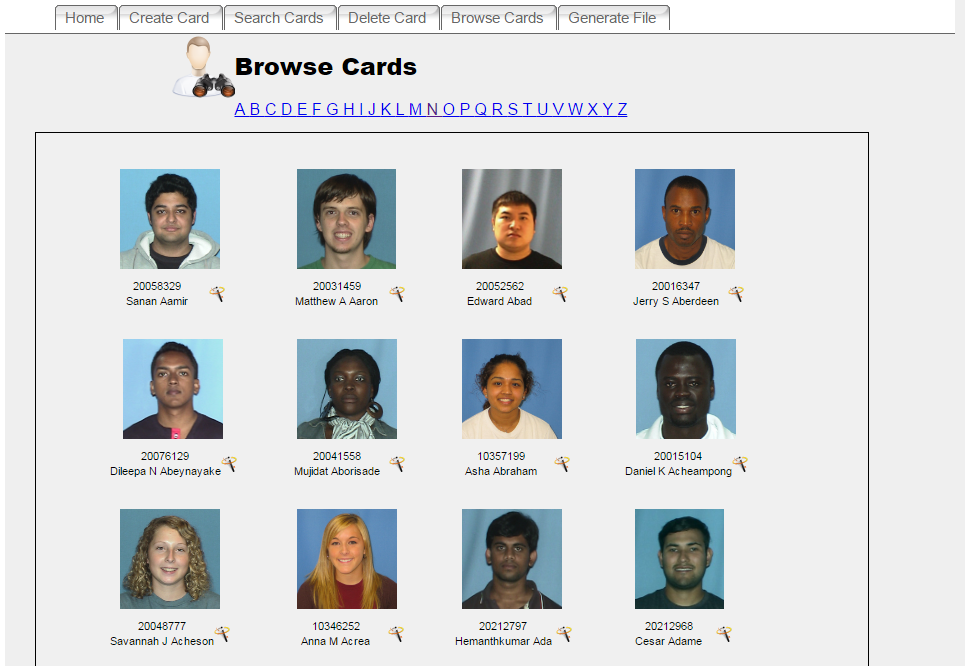 Home Create Card Search Cards Delete Card Browse Cards Generate File
Browse Cards
A B C D E F G H I J K L M N O P Q R S T U V W X Y Z
20058329 20031459 20052562 20016347
Sanan Aamir Matthew A Aaron Edward Abad Jerry S Aberdeen
20076129 20041558 10357199 20015104
Dileepa N Abeynayake Mujidat Aborisade Asha Abraham Daniel K Acheampong
20048777 10346252 20212797 20212968
Savannah J Acheson Anna M Acrea Hemanthkumar Ada Cesar Adame